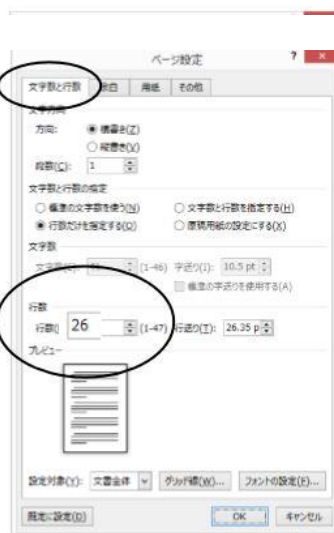 ページ設定 ? ×
文字数と行数 余白 用紙 その他
文字方向
方向: 横書き(Z)
縦書き(V)
段数(C): 1
文字数と行数の指定
標準の文字数を使う(N) 文字数と行数を指定する(H)
行数だけを指定する(O) 原稿用紙の設定にする(X)
文字数
(1-46) 字送り(I): 10.5 pt
標準の字送りを使用する(A)
行数
行数( 26 (1-47) 行送り(T): 26.35 p
プレビュー
設定対象(Y): 文書全体 グリッド線(W)... フォントの設定(F)...
既定に設定(D) OK キャンセル